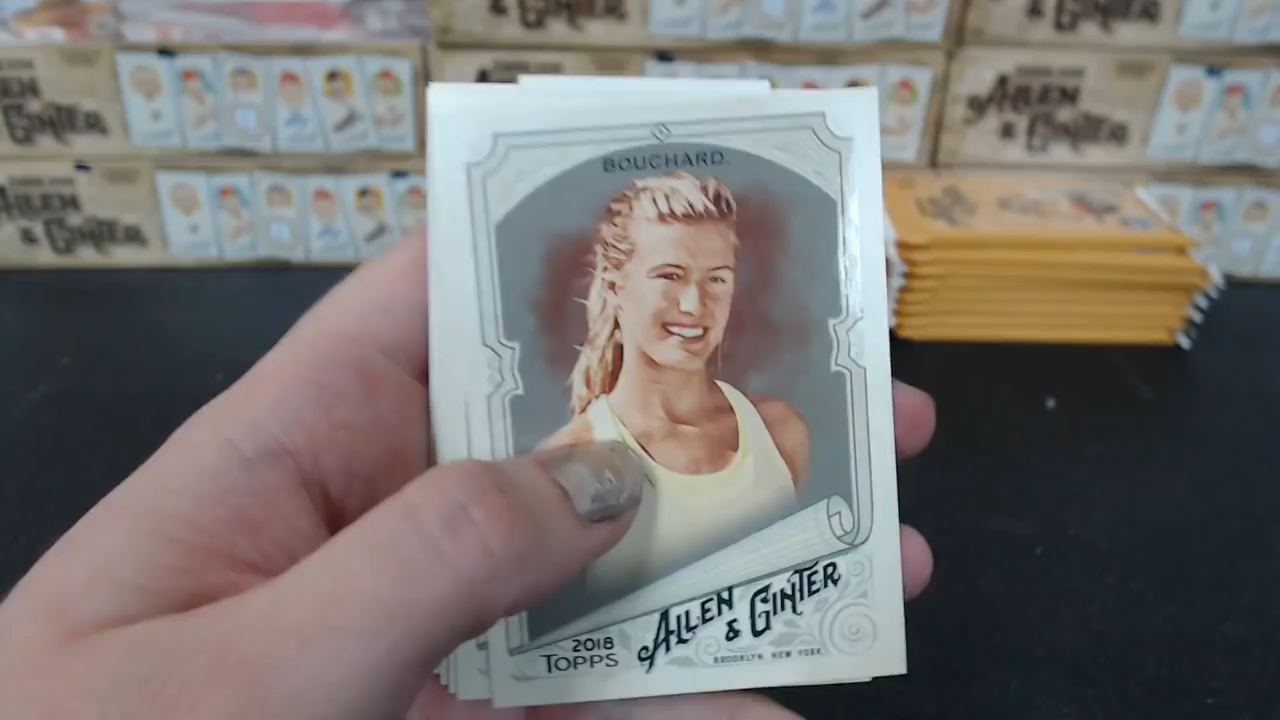 ALLEN
& GINTER
ALLEN
& GINTER
ALLEN
& GINTER
BOUCHARD.
2018
TOPPS
ALLEN
& GINTER
BROOKLYN, NEW YORK.